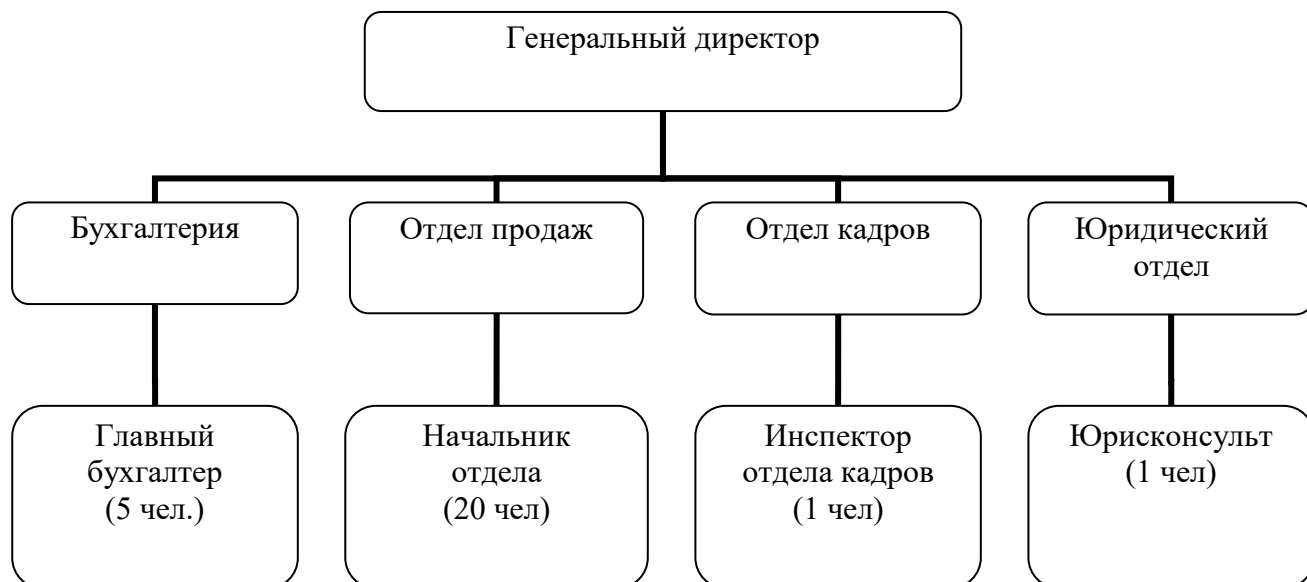 Генеральный директор
Бухгалтерия
Отдел продаж
Отдел кадров
Юридический
отдел
Главный
бухгалтер
(5 чел.)
Начальник
отдела
(20 чел)
Инспектор
отдела кадров
(1 чел)
Юрисконсульт
(1 чел)